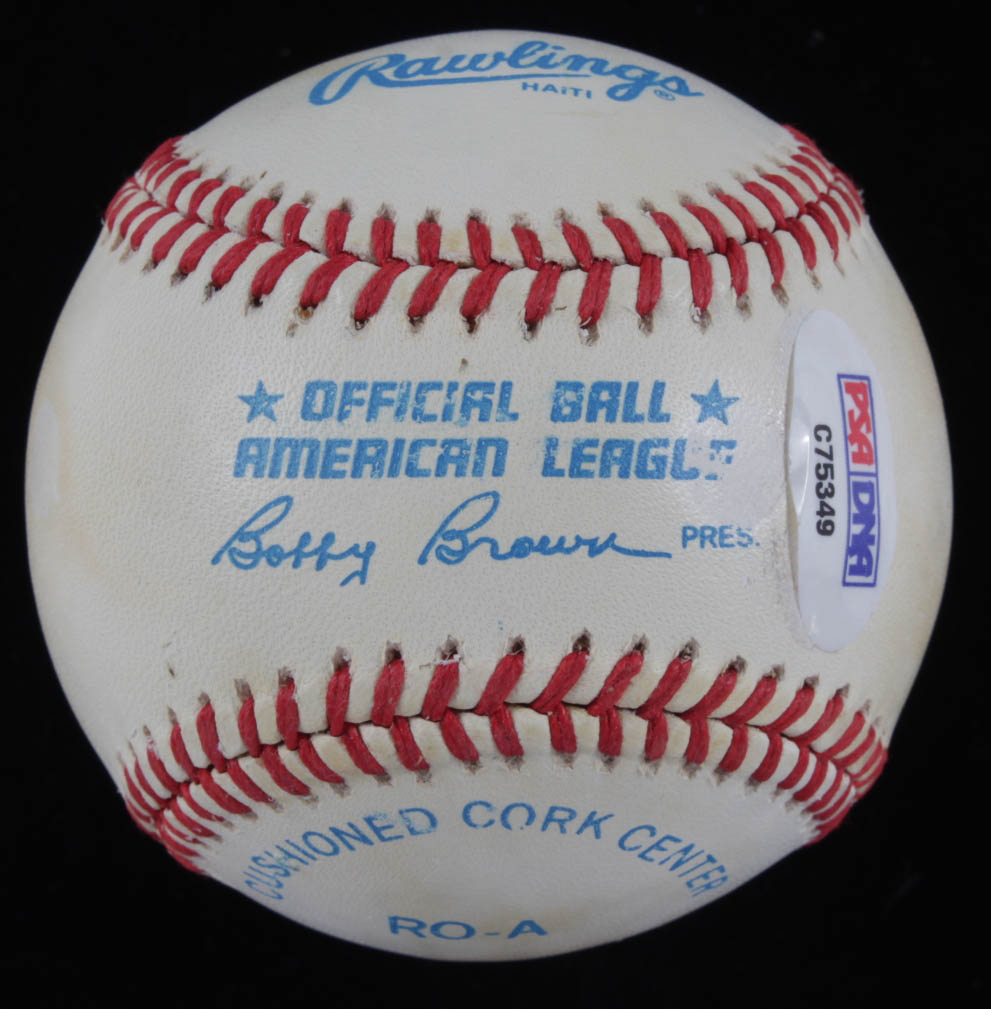 Rawlings®
HAITI
★ OFFICIAL BALL ★
AMERICAN LEAGUE
Bobby Brown PRES.
PSA DNA
C75349
CUSHIONED CORK CENTER
RO-A